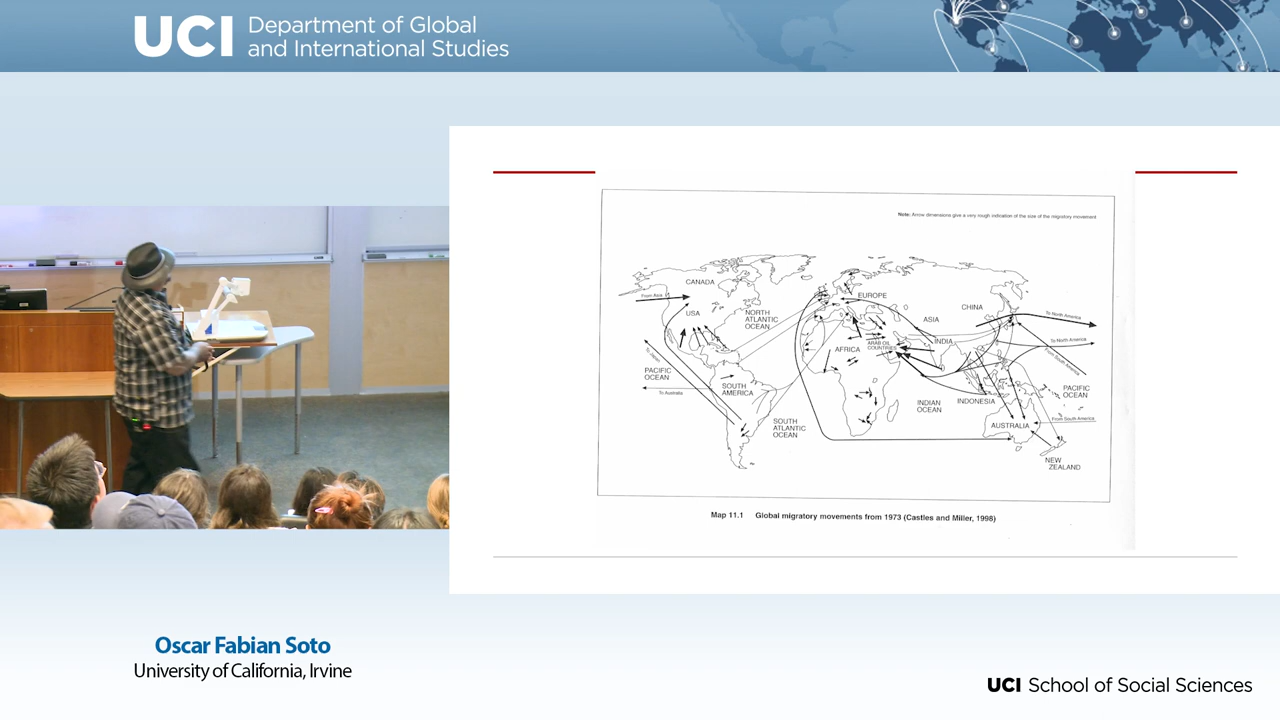 UCI Department of Global
and International Studies
Note: Arrow dimensions give a very rough indication of the size of the migratory movement
CANADA
From Asia
USA
NORTH
ATLANTIC
OCEAN
EUROPE
CHINA
ASIA
To North America
To North America
From South America
ARAB OIL
COUNTRIES
INDIA
AFRICA
To Japan
PACIFIC
OCEAN
To Australia
SOUTH
AMERICA
SOUTH
ATLANTIC
OCEAN
INDIAN
OCEAN
INDONESIA
PACIFIC
OCEAN
From South America
AUSTRALIA
NEW
ZEALAND
Map 11.1 Global migratory movements from 1973 (Castles and Miller, 1998)
Oscar Fabian Soto
University of California, Irvine
UCI School of Social Sciences